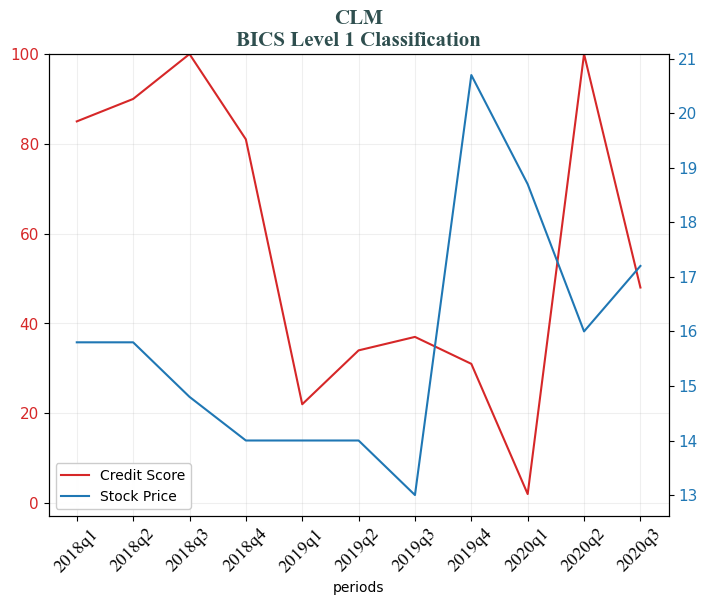 CLM
BICS Level 1 Classification
100
80
60
40
20
0
21
20
19
18
17
16
15
14
13
Credit Score
Stock Price
2018q1
2018q2
2018q3
2018q4
2019q1
2019q2
2019q3
2019q4
2020q1
2020q2
2020q3
periods